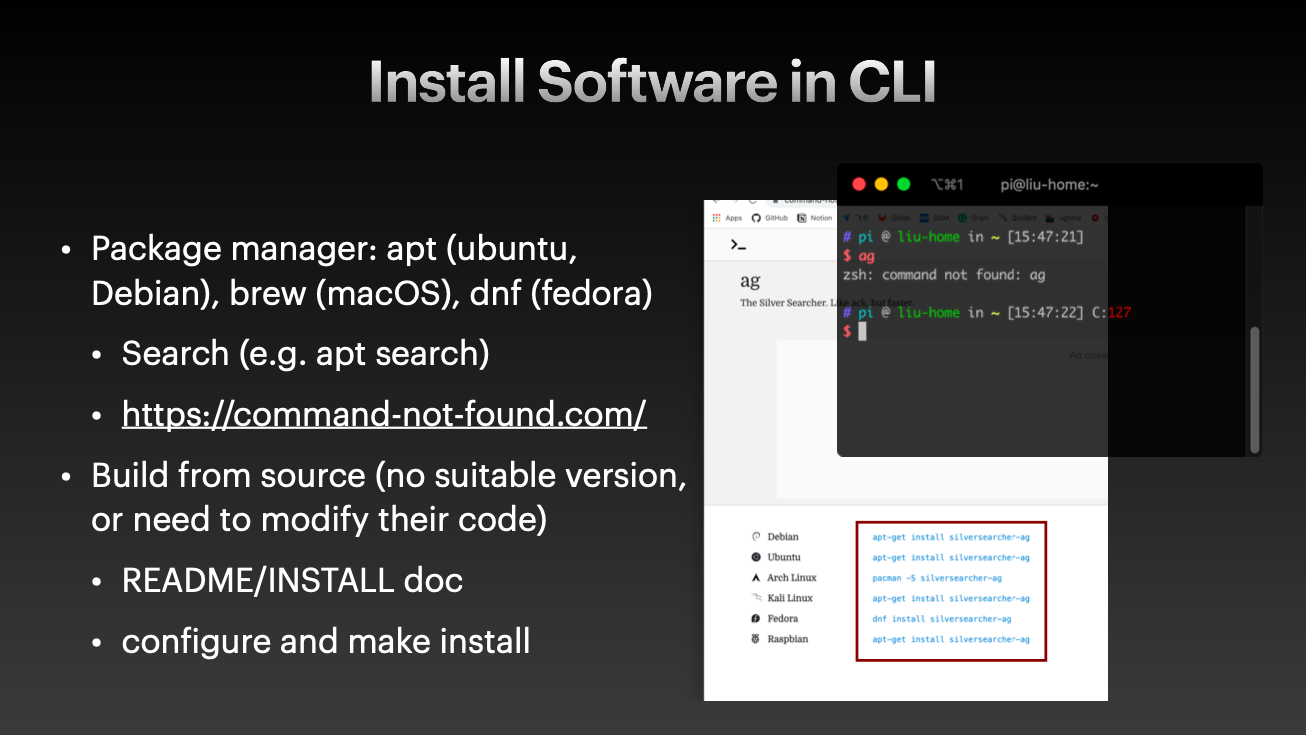 Install Software in CLI
• Package manager: apt (ubuntu,
Debian), brew (macOS), dnf (fedora)
• Search (e.g. apt search)
• https://command-not-found.com/
• Build from source (no suitable version,
or need to modify their code)
• README/INSTALL doc
• configure and make install
⌥⌘1 pi@liu-home:~
Apps GitHub Notion
>_
ag
The Silver Searcher. Like ack, but faster.
# pi @ liu-home in ~ [15:47:21]
$ ag
zsh: command not found: ag
# pi @ liu-home in ~ [15:47:22] C:127
$
Ad close
Debian apt-get install silversearcher-ag
Ubuntu apt-get install silversearcher-ag
Arch Linux pacman -S silversearcher-ag
Kali Linux apt-get install silversearcher-ag
Fedora dnf install silversearcher-ag
Raspbian apt-get install silversearcher-ag